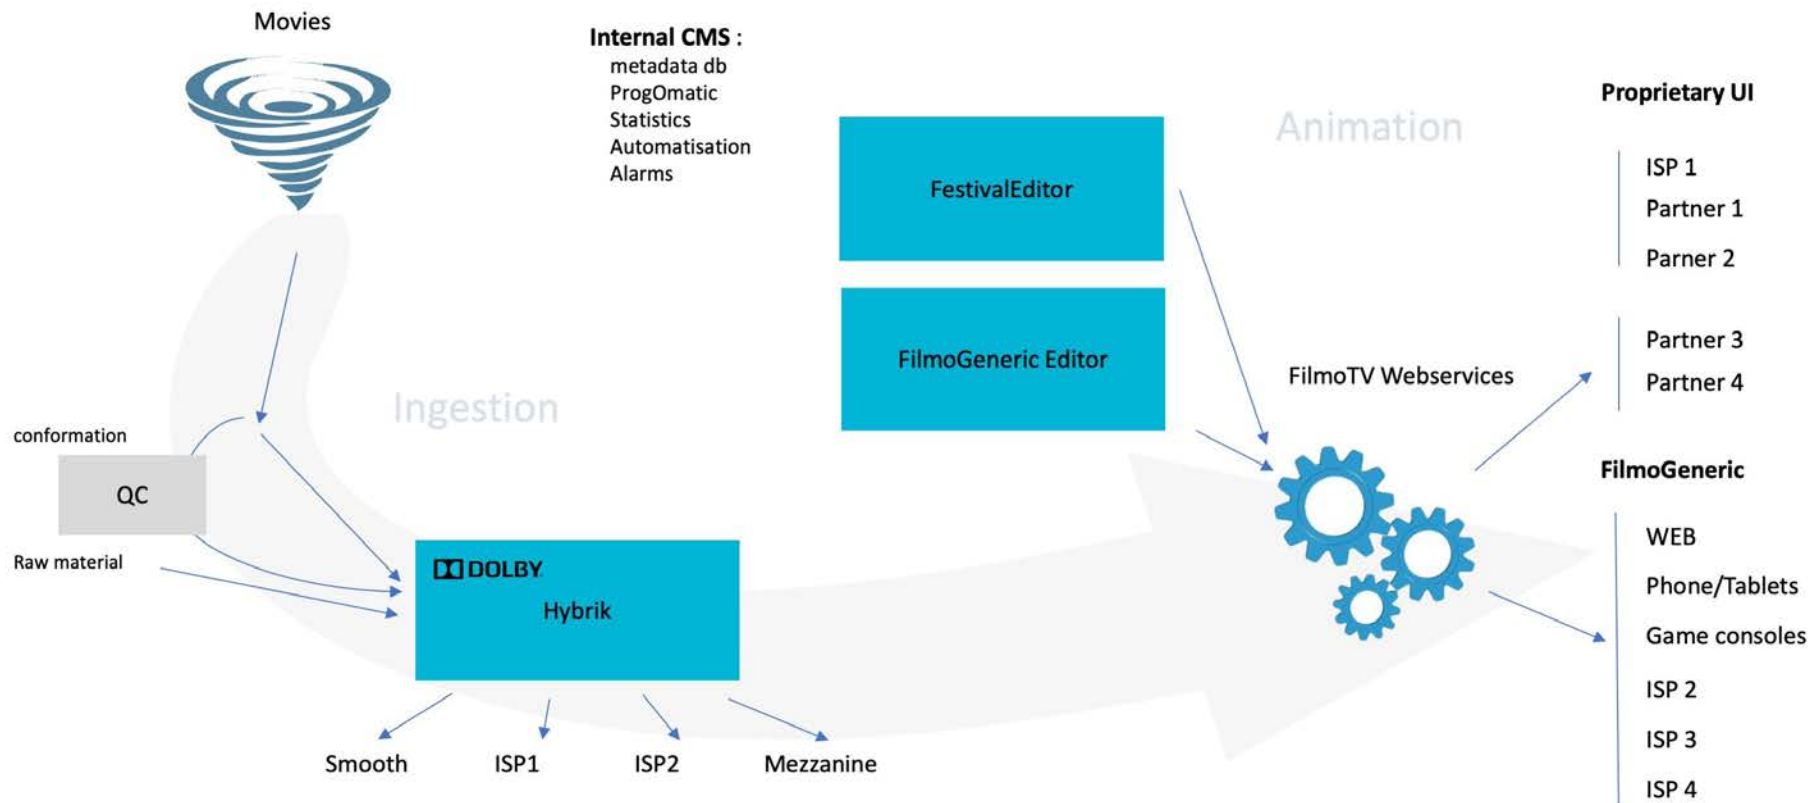 Movies
Internal CMS :
metadata db
ProgOmatic
Statistics
Automatisation
Alarms
FestivalEditor
FilmoGeneric Editor
Animation
Proprietary UI
ISP 1
Partner 1
Parner 2
Partner 3
Partner 4
FilmoTV Webservices
Ingestion
conformation
QC
Raw material
DOLBY
Hybrik
Smooth
ISP1
ISP2
Mezzanine
FilmoGeneric
WEB
Phone/Tablets
Game consoles
ISP 2
ISP 3
ISP 4